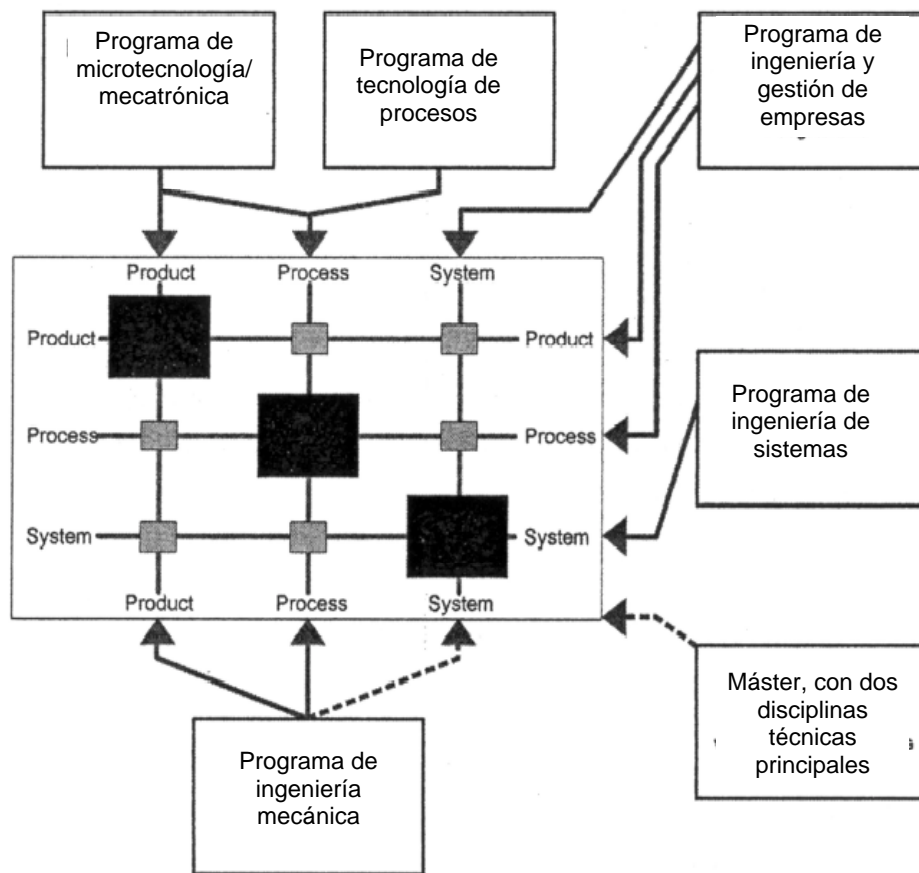 Programa de
microtecnología/
mecatrónica
Programa de
tecnología de
procesos
Programa de
ingeniería y
gestión de
empresas
Product
Process
System
Product
Product
Process
Process
System
System
Product
Process
System
Programa de
ingeniería de
sistemas
Máster, con dos
disciplinas
técnicas
principales
Programa de
ingeniería
mecánica